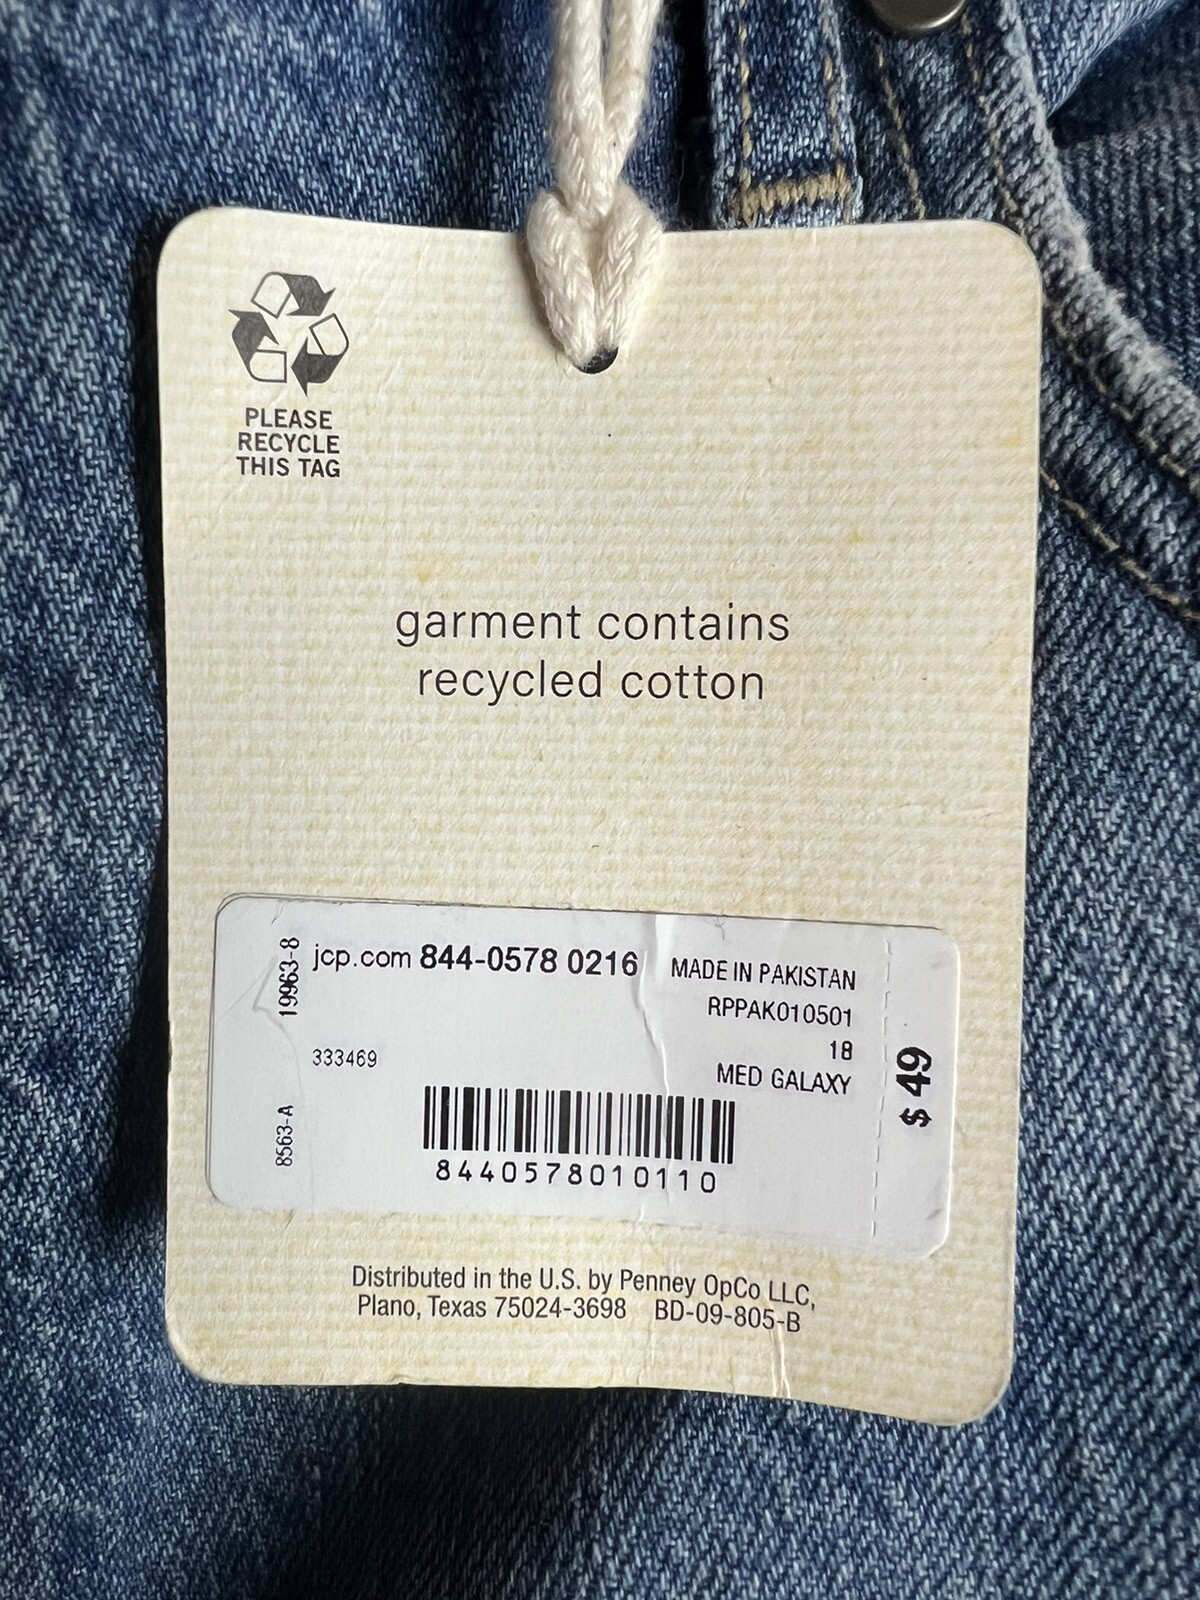 PLEASE
RECYCLE
THIS TAG
garment contains
recycled cotton
19963-8
jcp.com 844-0578 0216
MADE IN PAKISTAN
RPPAK010501
333469
18
MED GALAXY
$ 49
8563-A
8440578010110
Distributed in the U.S. by Penney OpCo LLC,
Plano, Texas 75024-3698 BD-09-805-B